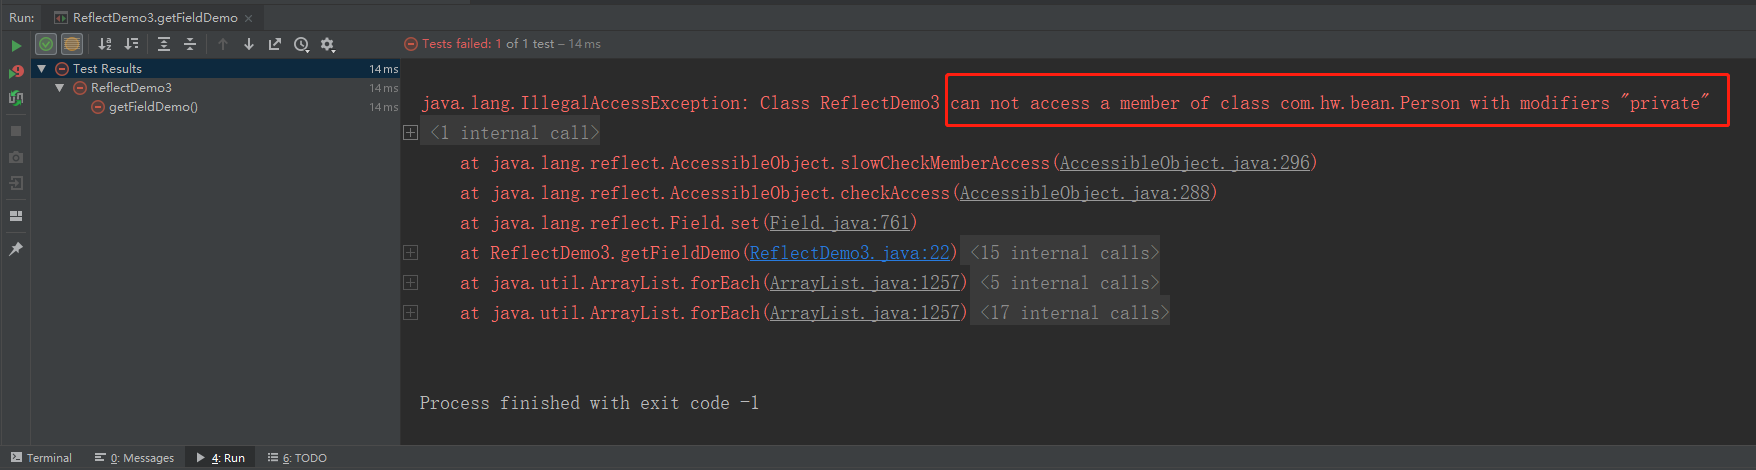 Run: ReflectDemo3.getFieldDemo ×
Tests failed: 1 of 1 test – 14 ms
Test Results 14 ms
ReflectDemo3 14 ms
getFieldDemo() 14 ms
java.lang.IllegalAccessException: Class ReflectDemo3 can not access a member of class com.hw.bean.Person with modifiers "private"
<1 internal call>
at java.lang.reflect.AccessibleObject.slowCheckMemberAccess(AccessibleObject.java:296)
at java.lang.reflect.AccessibleObject.checkAccess(AccessibleObject.java:288)
at java.lang.reflect.Field.set(Field.java:761)
at ReflectDemo3.getFieldDemo(ReflectDemo3.java:22) <15 internal calls>
at java.util.ArrayList.forEach(ArrayList.java:1257) <5 internal calls>
at java.util.ArrayList.forEach(ArrayList.java:1257) <17 internal calls>
Process finished with exit code -1
Terminal 0: Messages 4: Run 6: TODO